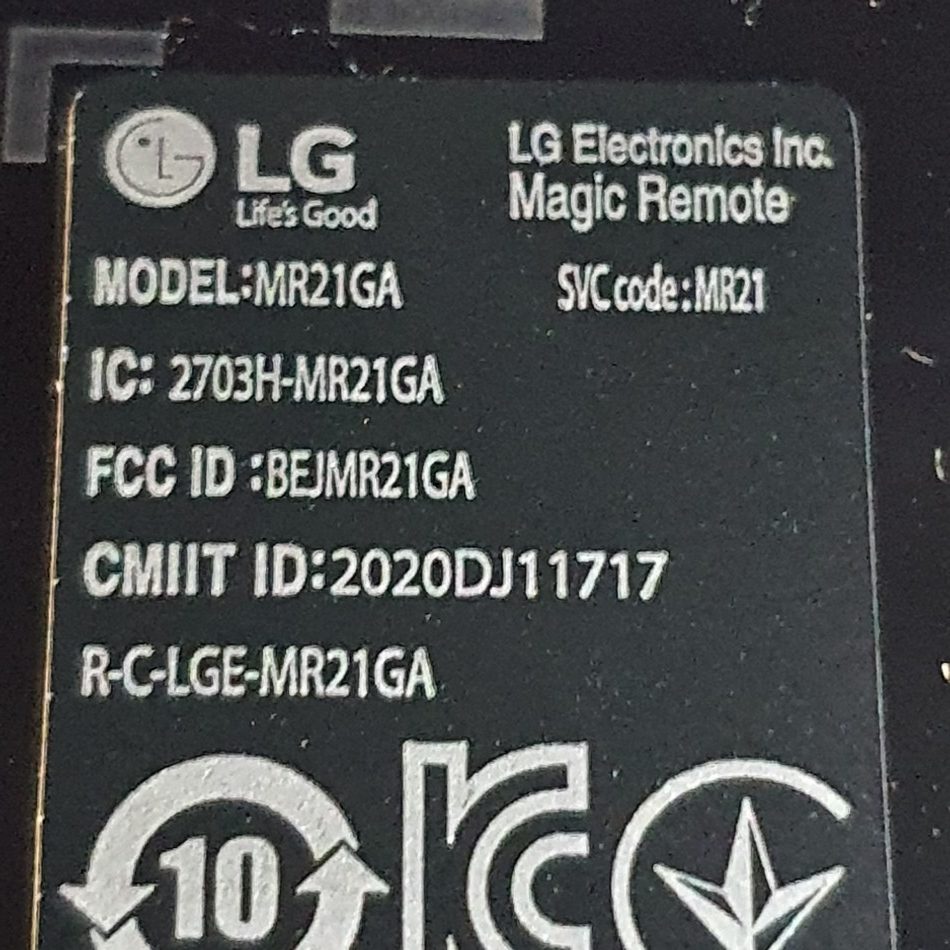 LG
Life's Good
LG Electronics Inc.
Magic Remote
MODEL:MR21GA
SVC code:MR21
IC: 2703H-MR21GA
FCC ID :BEJMR21GA
CMIIT ID:2020DJ11717
R-C-LGE-MR21GA
10